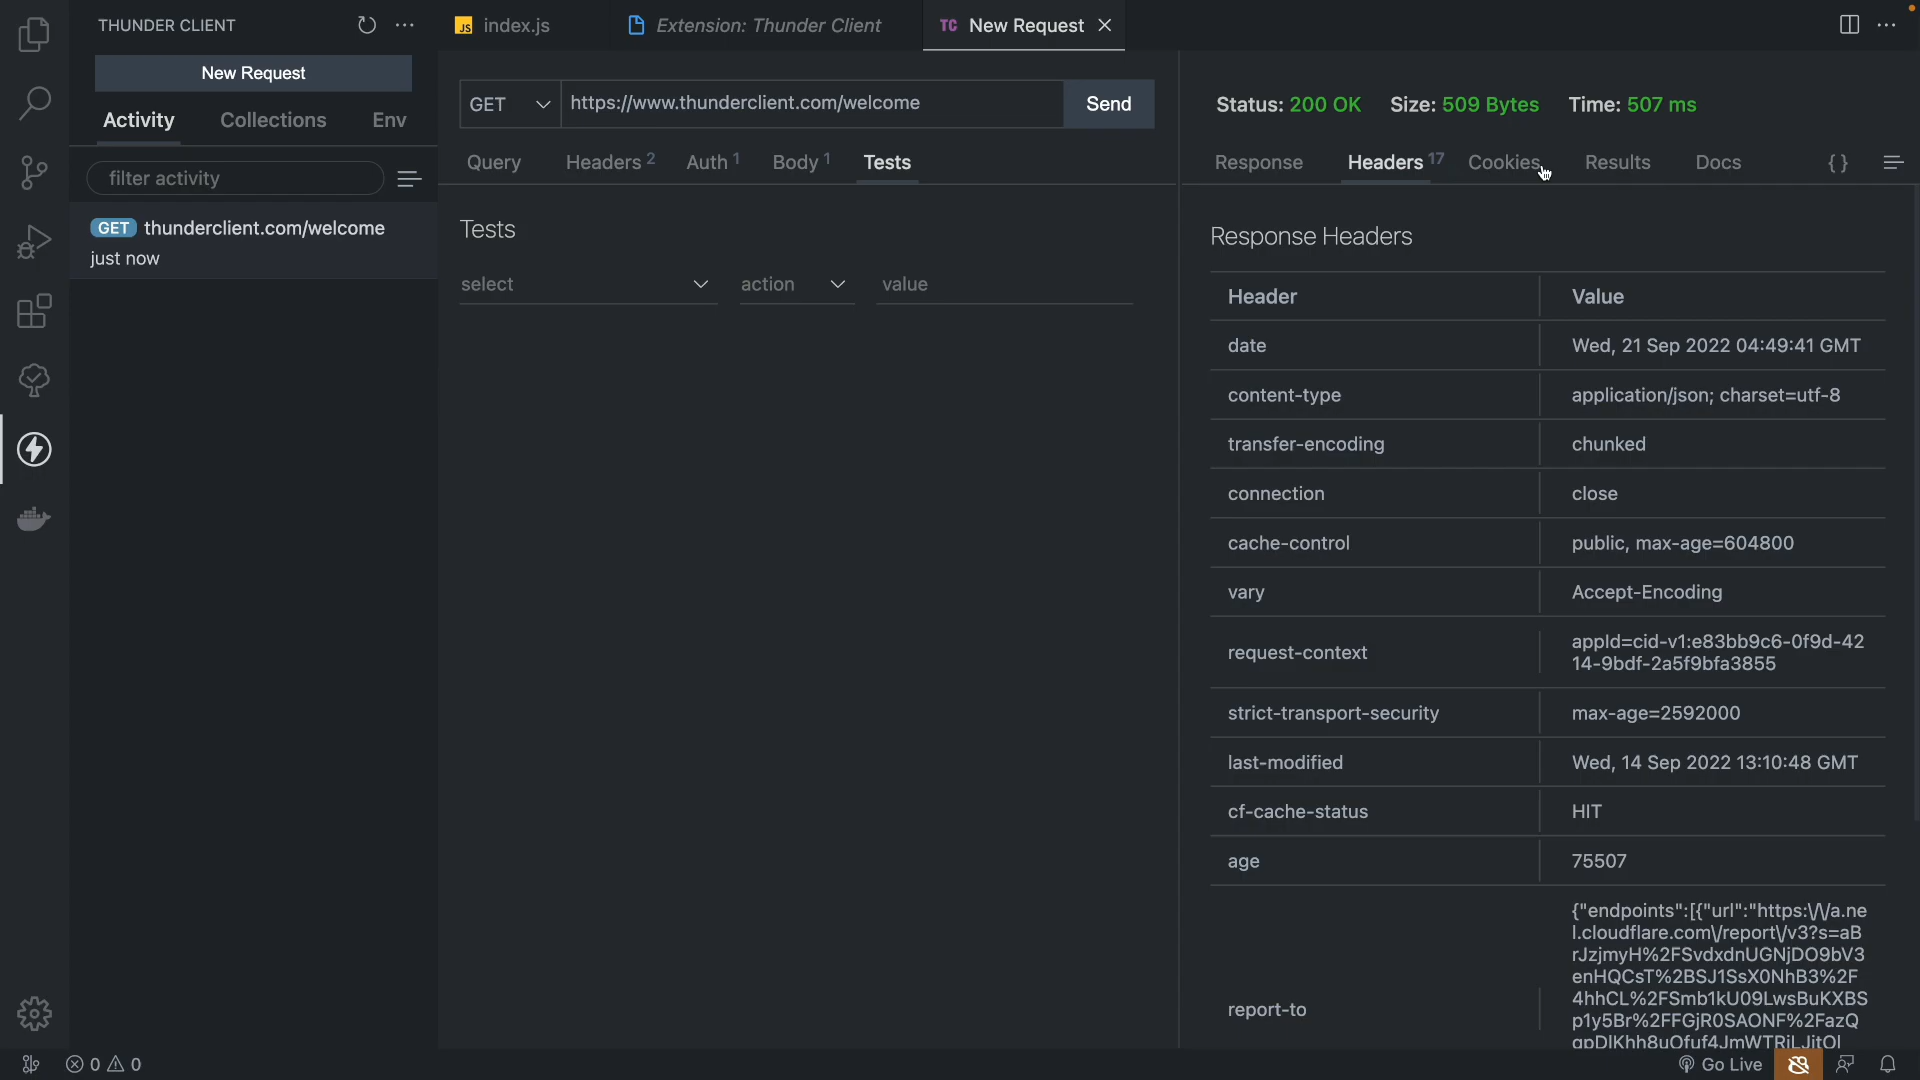 THUNDER CLIENT
New Request
Activity
Collections
Env
filter activity
GET thunderclient.com/welcome
just now
JS index.js
Extension: Thunder Client
TC New Request
GET
https://www.thunderclient.com/welcome
Send
Query
Headers 2
Auth 1
Body 1
Tests
Tests
select
action
value
Status: 200 OK Size: 509 Bytes Time: 507 ms
Response
Headers 17
Cookies
Results
Docs
{ }
Response Headers
Header Value
date Wed, 21 Sep 2022 04:49:41 GMT
content-type application/json; charset=utf-8
transfer-encoding chunked
connection close
cache-control public, max-age=604800
vary Accept-Encoding
request-context appId=cid-v1:e83bb9c6-0f9d-42
14-9bdf-2a5f9bfa3855
strict-transport-security max-age=2592000
last-modified Wed, 14 Sep 2022 13:10:48 GMT
cf-cache-status HIT
age 75507
report-to
{"endpoints":[{"url":"https:\/\/a.ne
l.cloudflare.com\/report\/v3?s=aB
rJzjmyH%2FSvdxdnUGNjDO9bV3
enHQCsT%2BSJ1SsX0NhB3%2F
4hhCL%2FSmb1kU09LwsBuKXBS
p1y5Br%2FFGjR0SAONF%2FazQ
0 0
Go Live